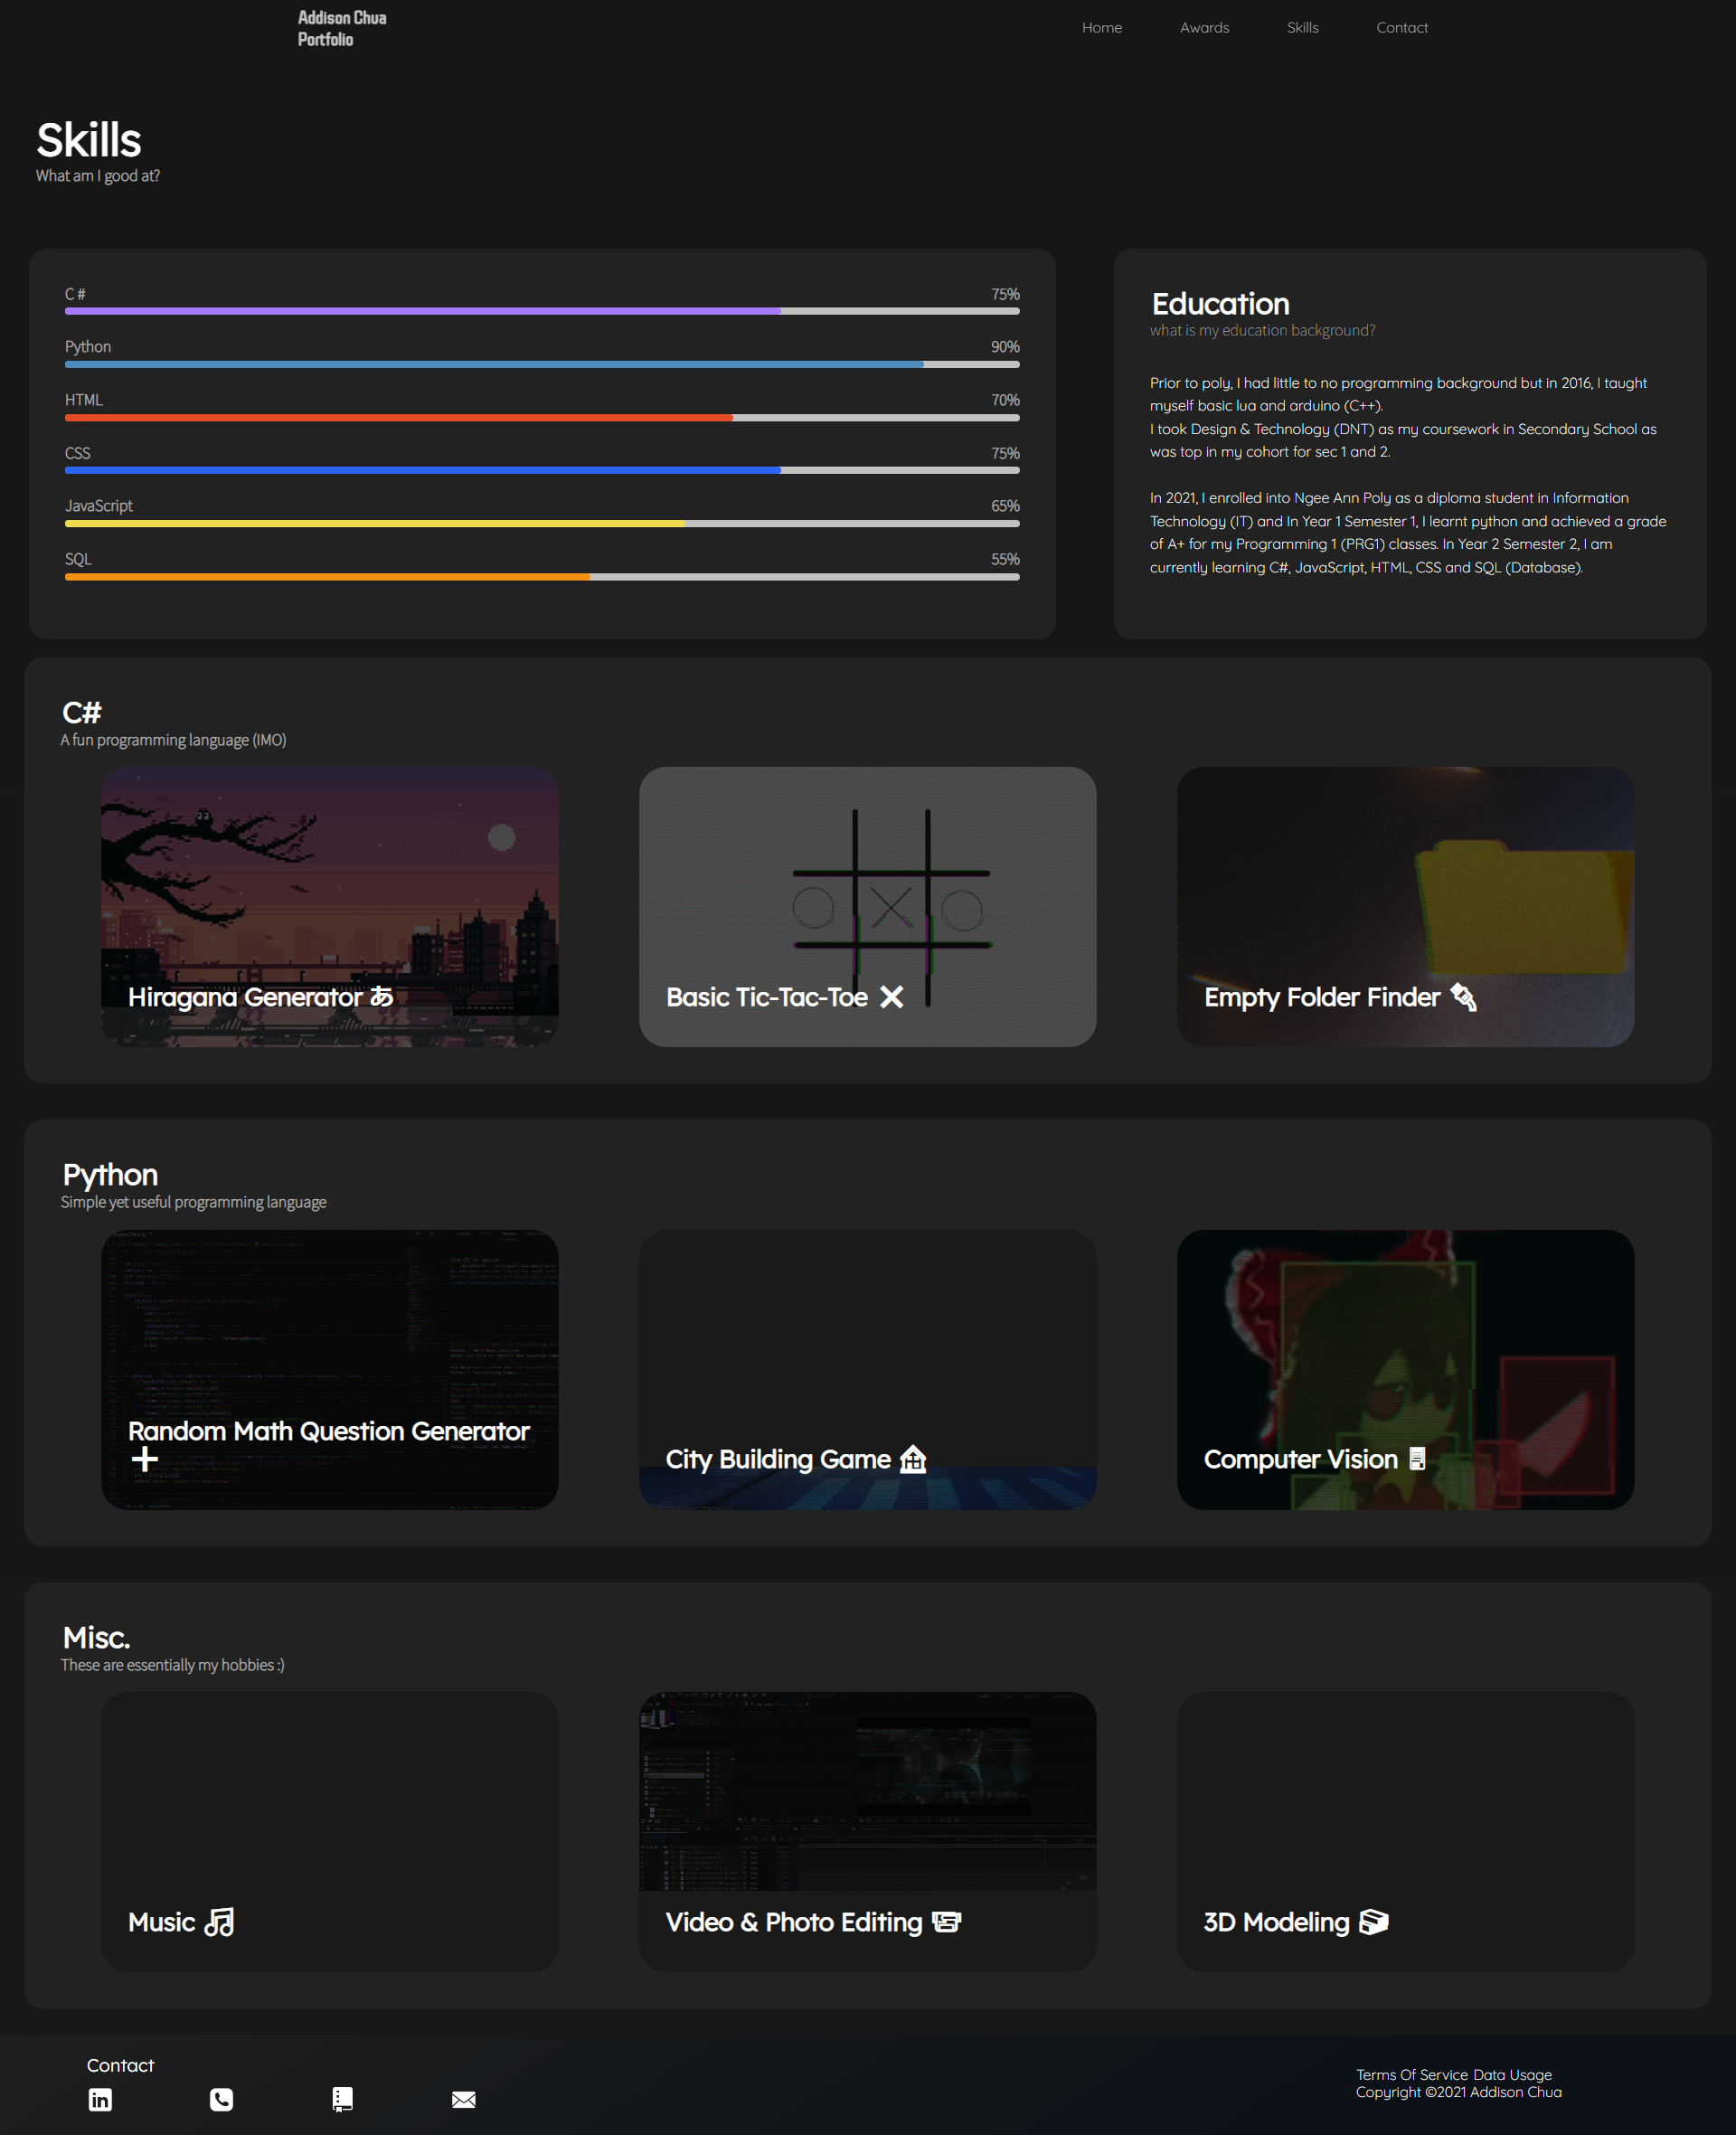 Addison Chua
Portfolio
Home
Awards
Skills
Contact
Skills
What am I good at?
C #
75%
Python
90%
HTML
70%
CSS
75%
JavaScript
65%
SQL
55%
Education
what is my education background?
Prior to poly, I had little to no programming background but in 2016, I taught
myself basic lua and arduino (C++).
I took Design & Technology (DNT) as my coursework in Secondary School as
was top in my cohort for sec 1 and 2.
In 2021, I enrolled into Ngee Ann Poly as a diploma student in Information
Technology (IT) and In Year 1 Semester 1, I learnt python and achieved a grade
of A+ for my Programming 1 (PRG1) classes. In Year 2 Semester 2, I am
currently learning C#, JavaScript, HTML, CSS and SQL (Database).
C#
A fun programming language (IMO)
Hiragana Generator あ
Basic Tic-Tac-Toe
Empty Folder Finder
Python
Simple yet useful programming language
Random Math Question Generator
City Building Game
Computer Vision
Misc.
These are essentially my hobbies :)
Music
Video & Photo Editing
3D Modeling
Contact
in
Terms Of Service Data Usage
Copyright ©2021 Addison Chua